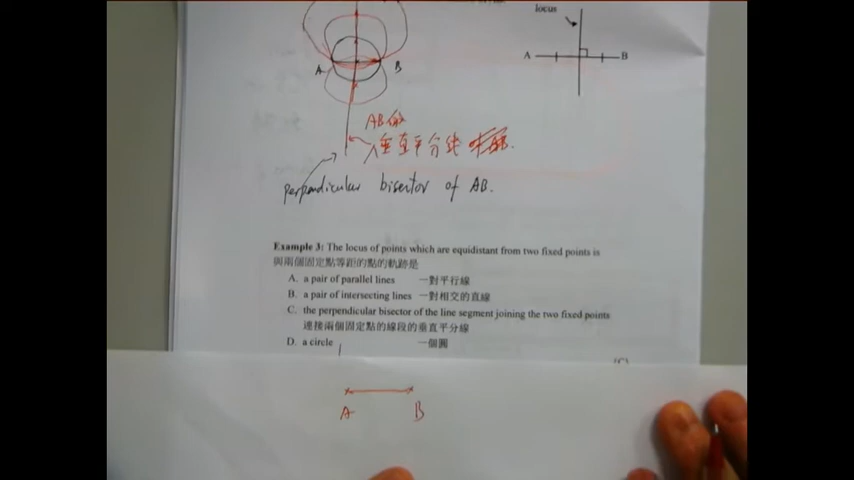 locus
A B
A B
AB
垂直平分线
perpendicular bisector of AB.
Example 3: The locus of points which are equidistant from two fixed points is
與兩個固定點等距的點的軌跡是
A. a pair of parallel lines 一對平行線
B. a pair of intersecting lines 一對相交的直線
C. the perpendicular bisector of the line segment joining the two fixed points
連接兩個固定點的線段的垂直平分線
D. a circle 一個圓
A B